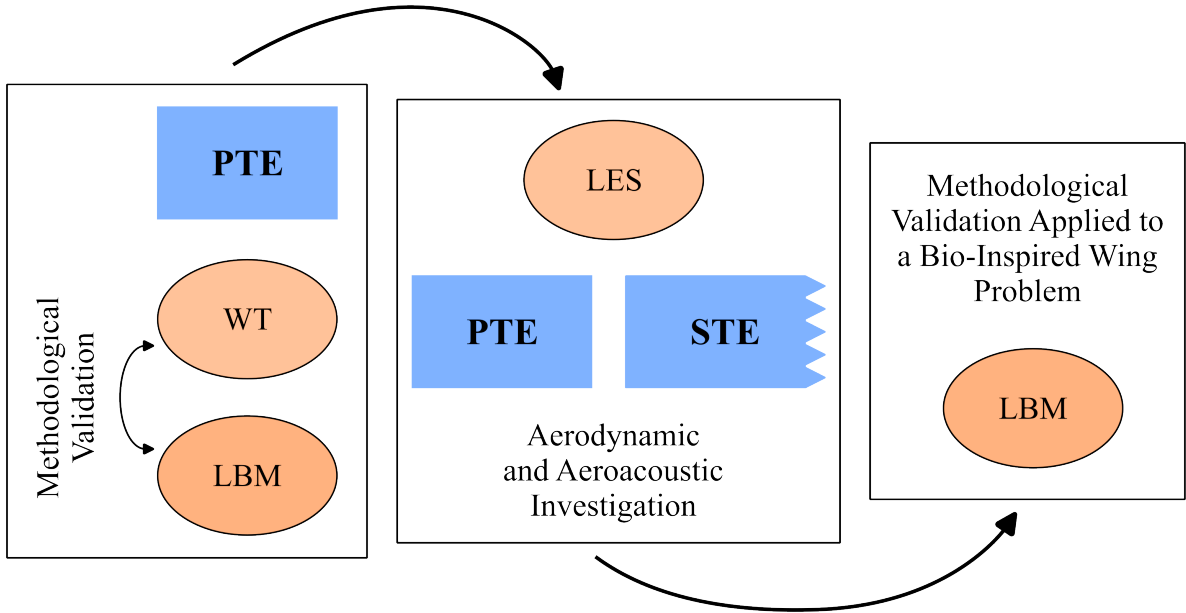 PTE
WT
LBM
Methodological
Validation
LES
PTE
STE
Aerodynamic
and Aeroacoustic
Investigation
Methodological
Validation Applied to
a Bio-Inspired Wing
Problem
LBM